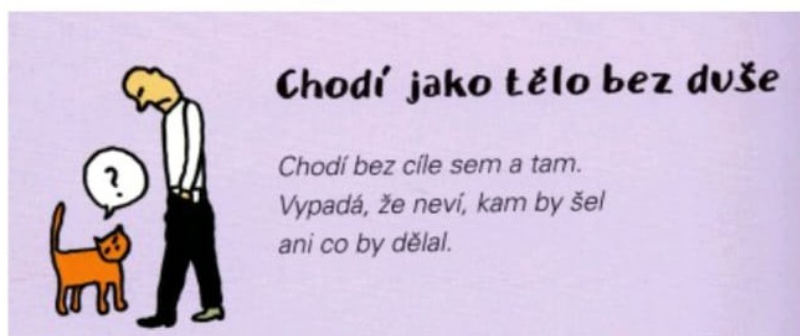 Chodí jako tělo bez duše
?
Chodí bez cíle sem a tam.
Vypadá, že neví, kam by šel
ani co by dělal.